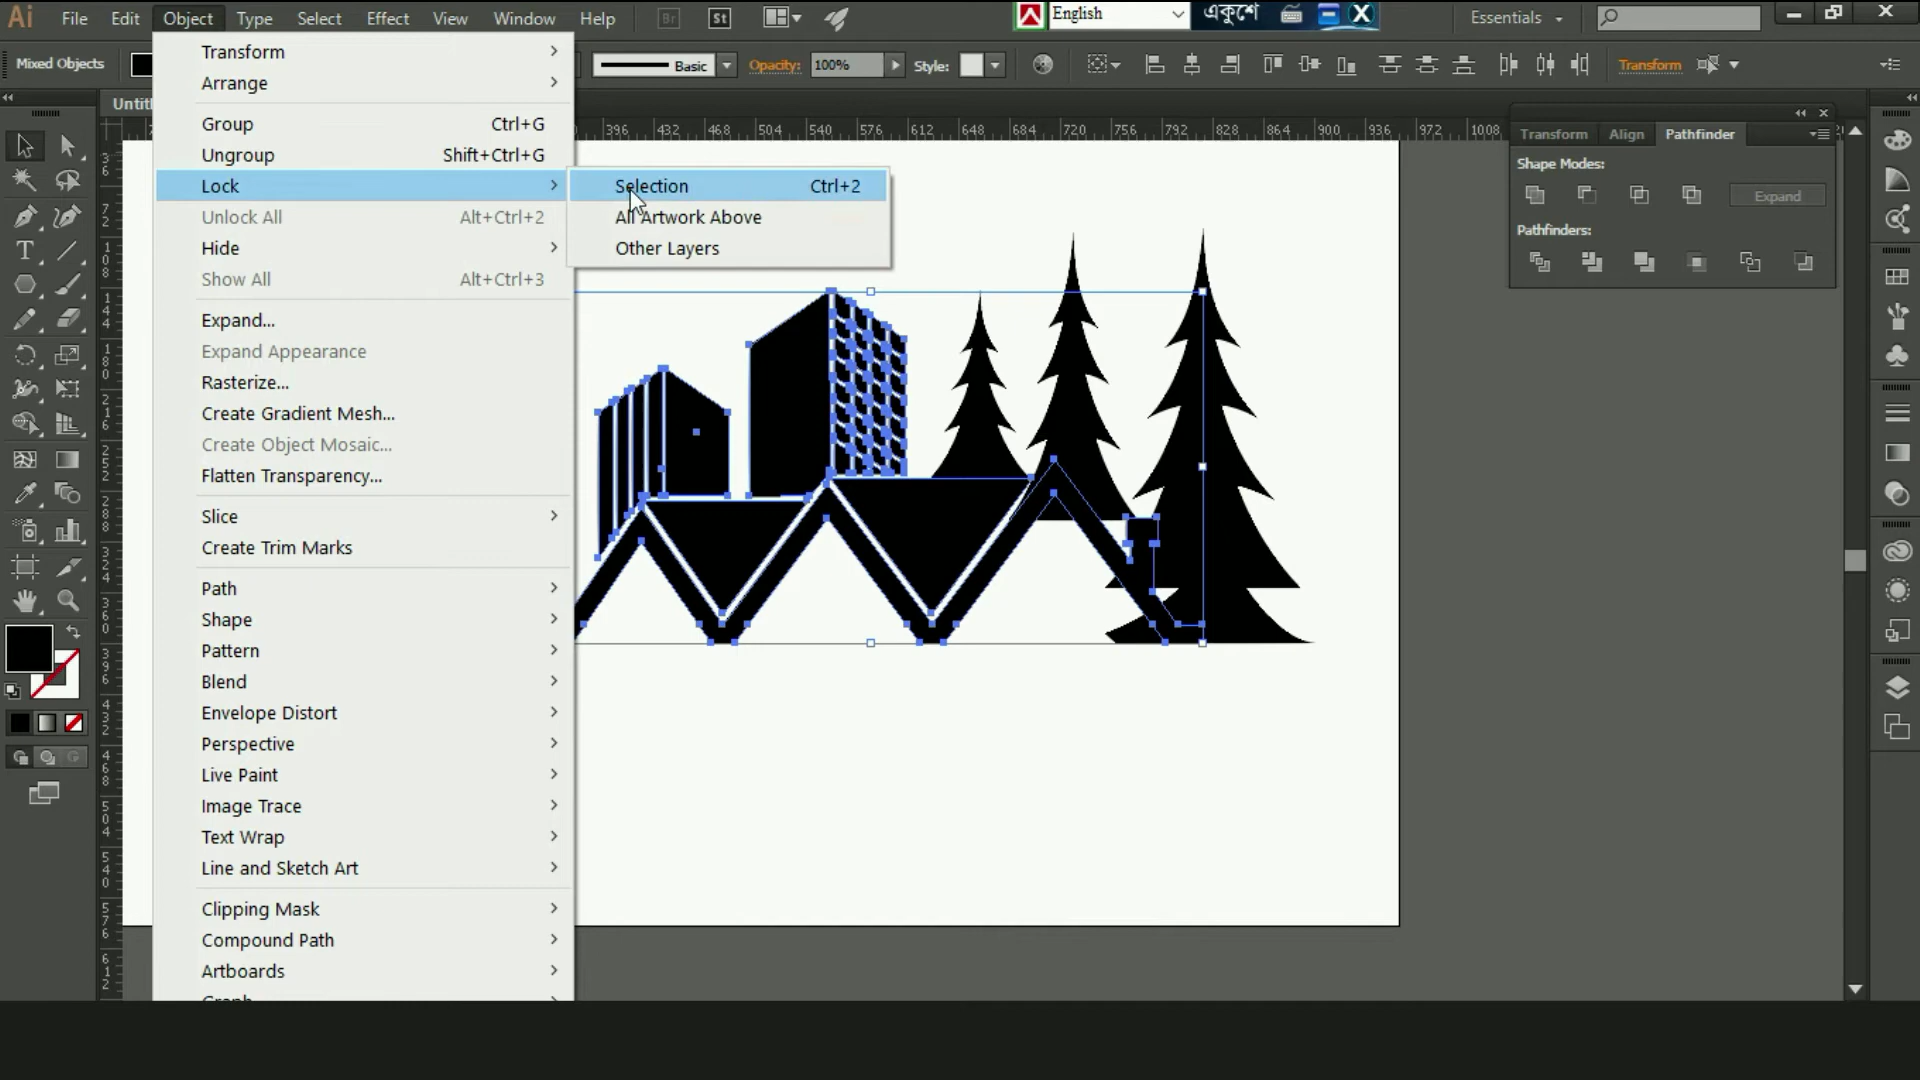 Ai File Edit Object Type Select Effect View Window Help Br St English একুশে X Essentials
Mixed Objects Basic Opacity: 100% Style: Transform
Untitl
396 432 468 504 540 576 612 648 684 720 756 792 828 864 900 936 972 1008
Transform
Arrange
Group Ctrl+G
Ungroup Shift+Ctrl+G
Lock
Unlock All Alt+Ctrl+2
Hide
Show All Alt+Ctrl+3
Expand...
Expand Appearance
Rasterize...
Create Gradient Mesh...
Create Object Mosaic...
Flatten Transparency...
Slice
Create Trim Marks
Path
Shape
Pattern
Blend
Envelope Distort
Perspective
Live Paint
Image Trace
Text Wrap
Line and Sketch Art
Clipping Mask
Compound Path
Artboards
Graph
Selection Ctrl+2
All Artwork Above
Other Layers
Transform Align Pathfinder
Shape Modes:
Expand
Pathfinders: